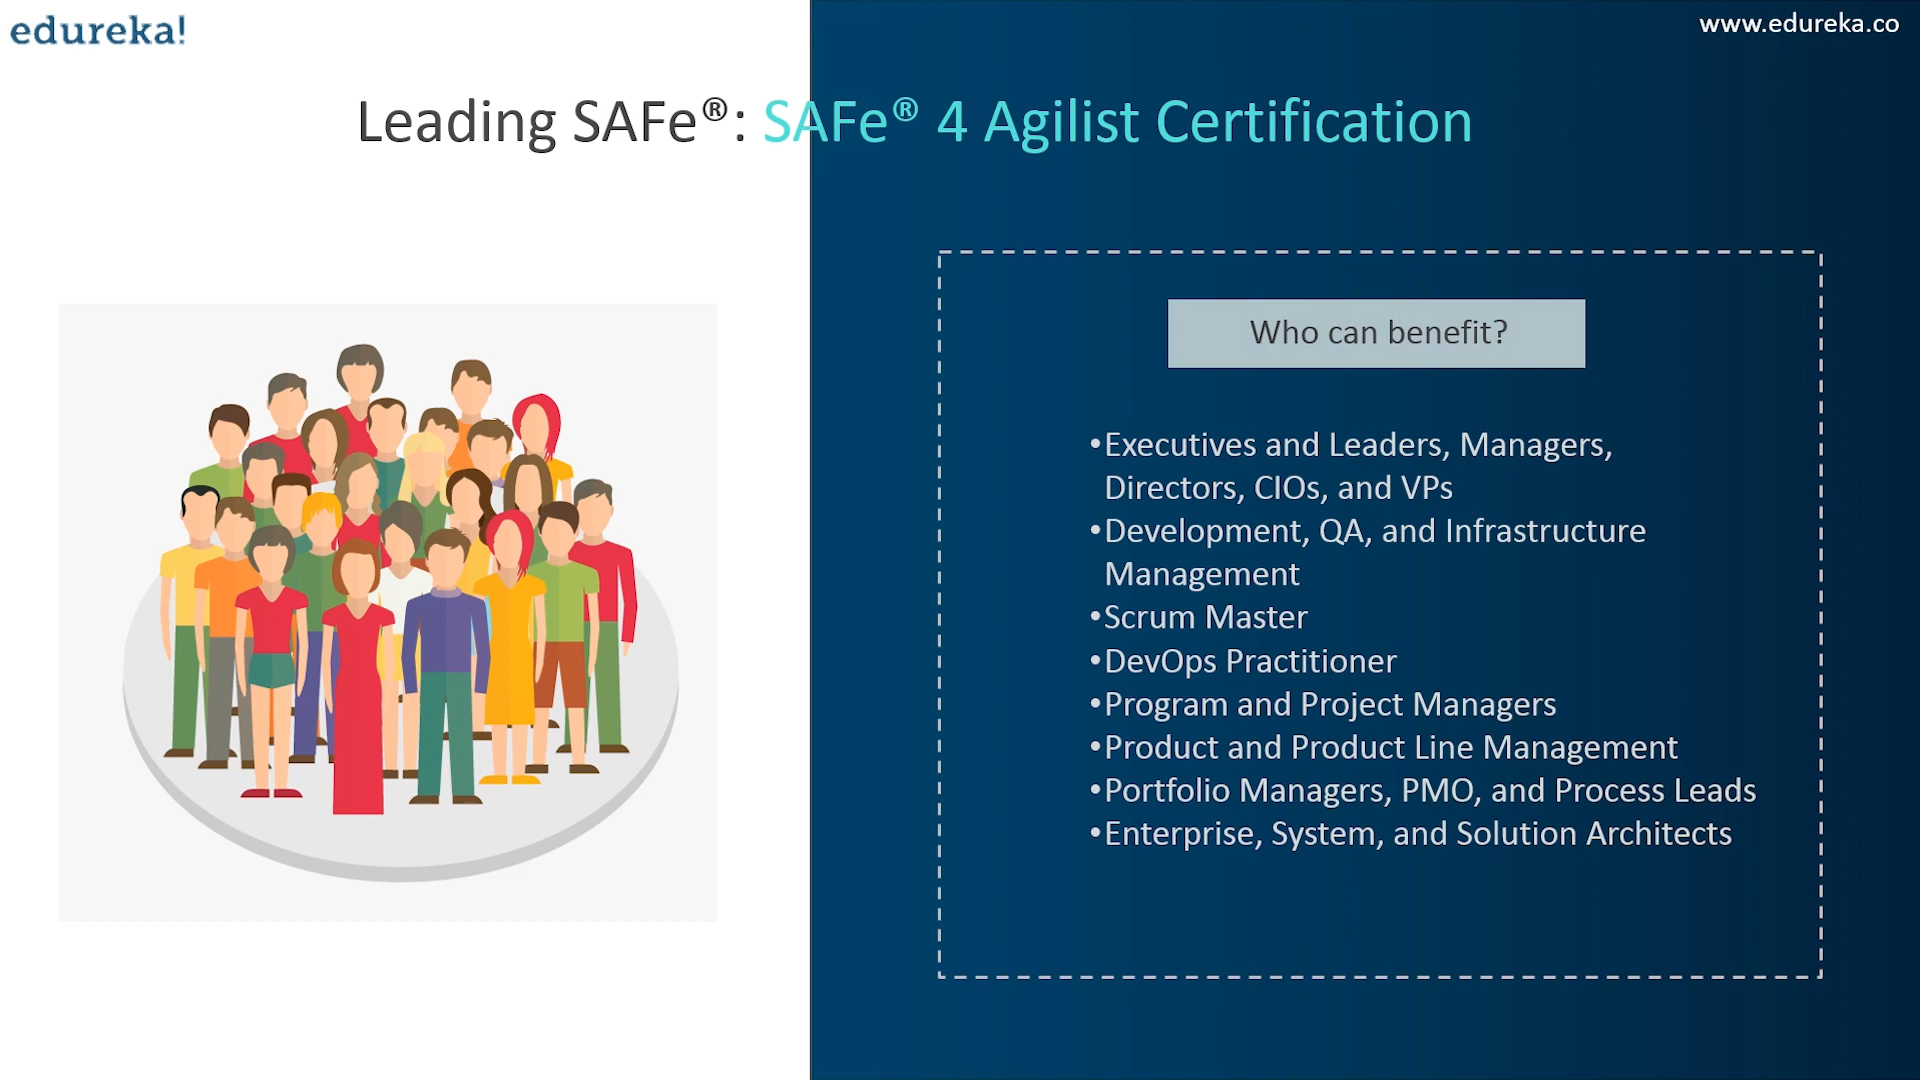 edureka!
www.edureka.co
Leading SAFe®: SAFe® 4 Agilist Certification
Who can benefit?
•Executives and Leaders, Managers,
Directors, CIOs, and VPs
•Development, QA, and Infrastructure
Management
•Scrum Master
•DevOps Practitioner
•Program and Project Managers
•Product and Product Line Management
•Portfolio Managers, PMO, and Process Leads
•Enterprise, System, and Solution Architects